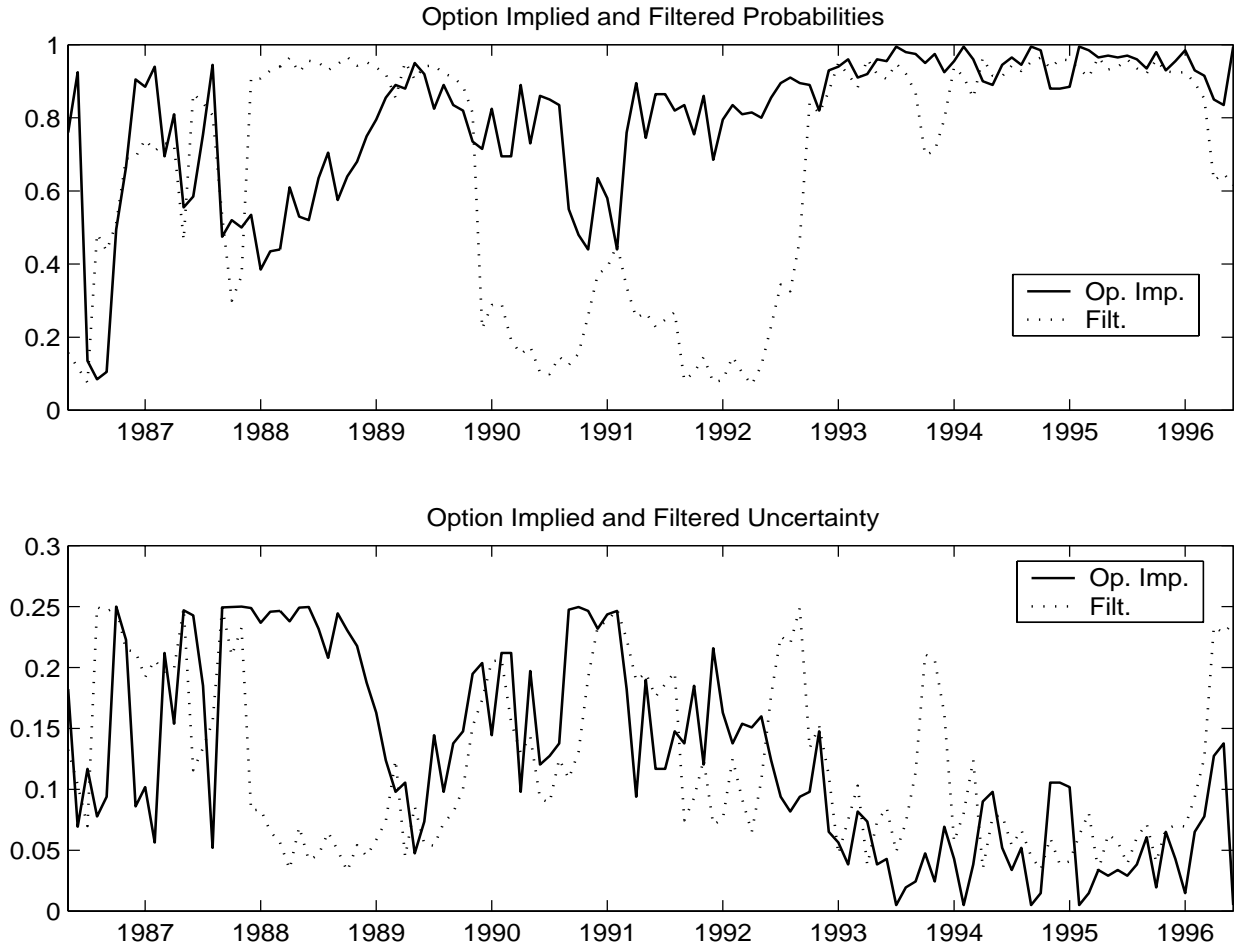 Option Implied and Filtered Probabilities
1
0.8
0.6
0.4
0.2
0
Op. Imp.
Filt.
1987 1988 1989 1990 1991 1992 1993 1994 1995 1996
Option Implied and Filtered Uncertainty
0.3
0.25
0.2
0.15
0.1
0.05
0
Op. Imp.
Filt.
1987 1988 1989 1990 1991 1992 1993 1994 1995 1996